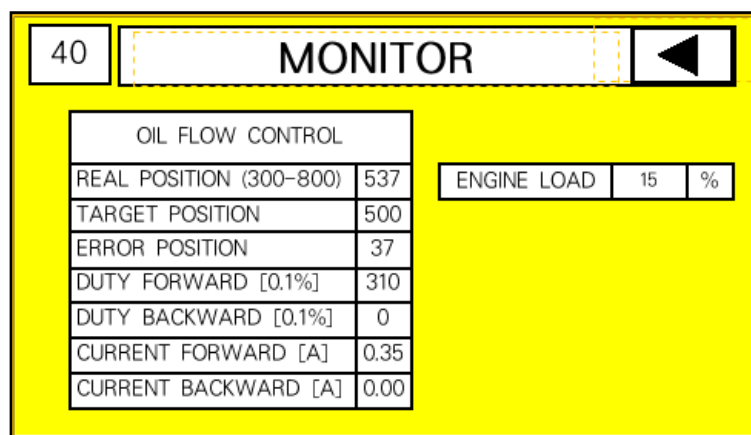 40 MONITOR
OIL FLOW CONTROL
REAL POSITION (300-800) 537
ENGINE LOAD 15 %
TARGET POSITION 500
ERROR POSITION 37
DUTY FORWARD [0.1%] 310
DUTY BACKWARD [0.1%] 0
CURRENT FORWARD [A] 0.35
CURRENT BACKWARD [A] 0.00